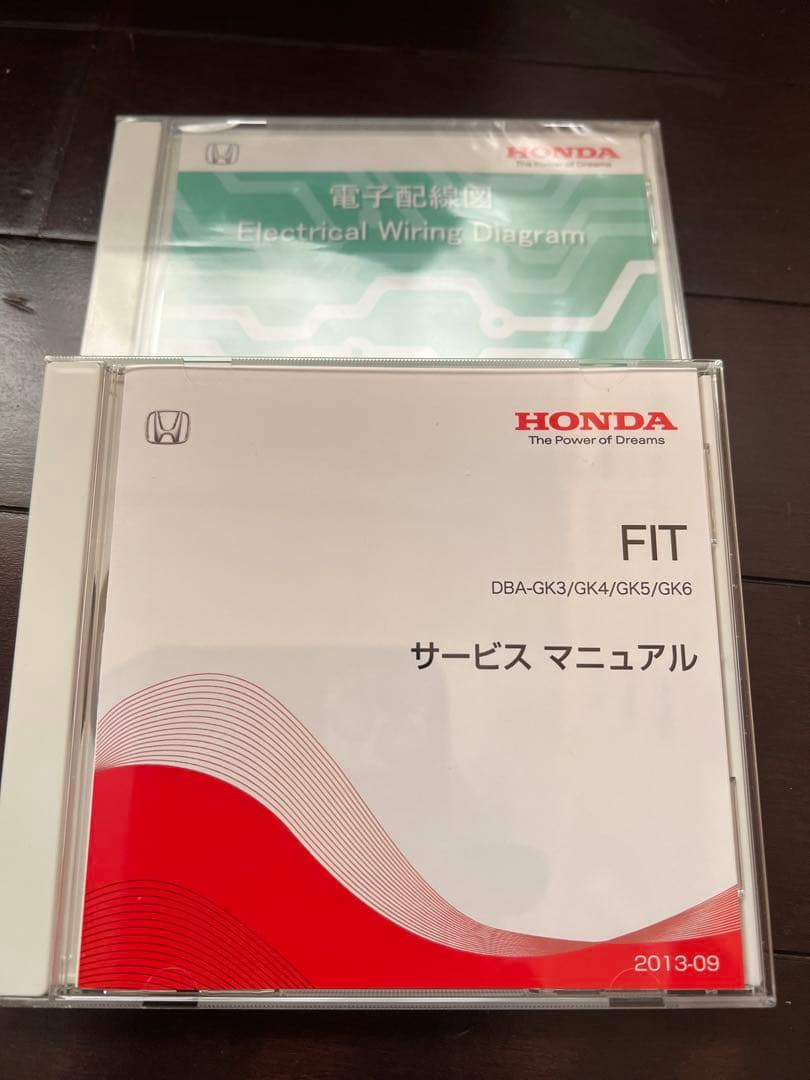 HONDA
The Power of Dreams
電子配線図
Electrical Wiring Diagram
HONDA
The Power of Dreams
FIT
DBA-GK3/GK4/GK5/GK6
サービス マニュアル
2013-09